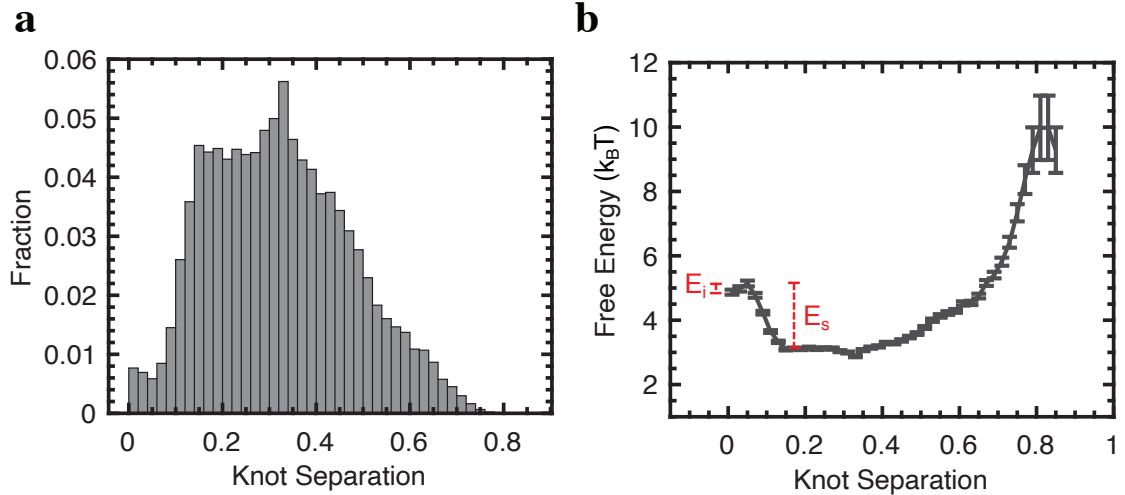 a
0.06
0.05
0.04
0.03
0.02
0.01
0
Fraction
0 0.2 0.4 0.6 0.8
Knot Separation
b
12
10
8
6
4
2
Free Energy (kBT)
Ei
Es
0 0.2 0.4 0.6 0.8 1
Knot Separation